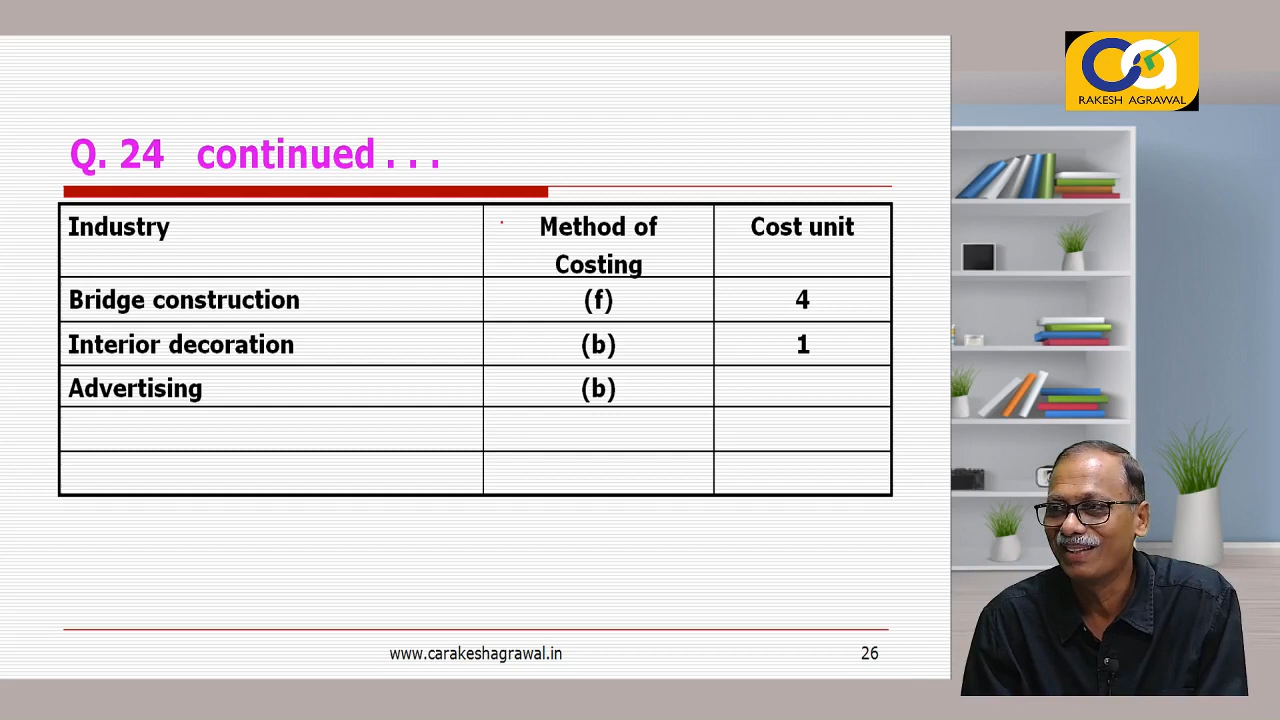 RAKESH AGRAWAL
Q. 24 continued . . .
Industry Method of Costing Cost unit
Bridge construction (f) 4
Interior decoration (b) 1
Advertising (b)
www.carakeshagrawal.in 26